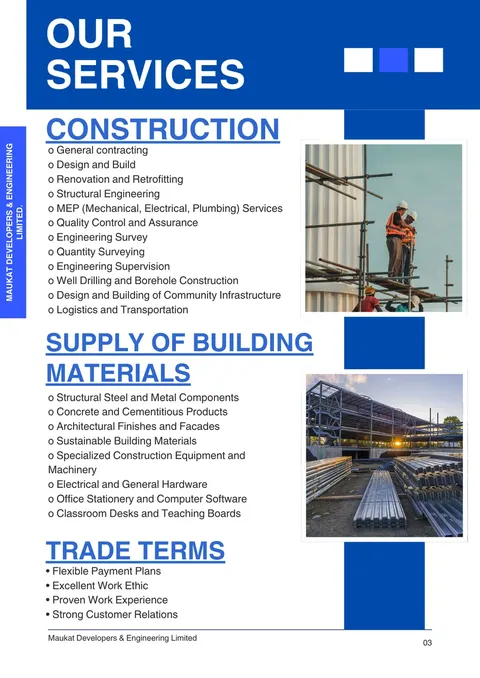 OUR
SERVICES
MAUKAT DEVELOPERS & ENGINEERING
LIMITED.
CONSTRUCTION
o General contracting
o Design and Build
o Renovation and Retrofitting
o Structural Engineering
o MEP (Mechanical, Electrical, Plumbing) Services
o Quality Control and Assurance
o Engineering Survey
o Quantity Surveying
o Engineering Supervision
o Well Drilling and Borehole Construction
o Design and Building of Community Infrastructure
o Logistics and Transportation
SUPPLY OF BUILDING
MATERIALS
o Structural Steel and Metal Components
o Concrete and Cementitious Products
o Architectural Finishes and Facades
o Sustainable Building Materials
o Specialized Construction Equipment and
Machinery
o Electrical and General Hardware
o Office Stationery and Computer Software
o Classroom Desks and Teaching Boards
TRADE TERMS
• Flexible Payment Plans
• Excellent Work Ethic
• Proven Work Experience
• Strong Customer Relations
Maukat Developers & Engineering Limited
03